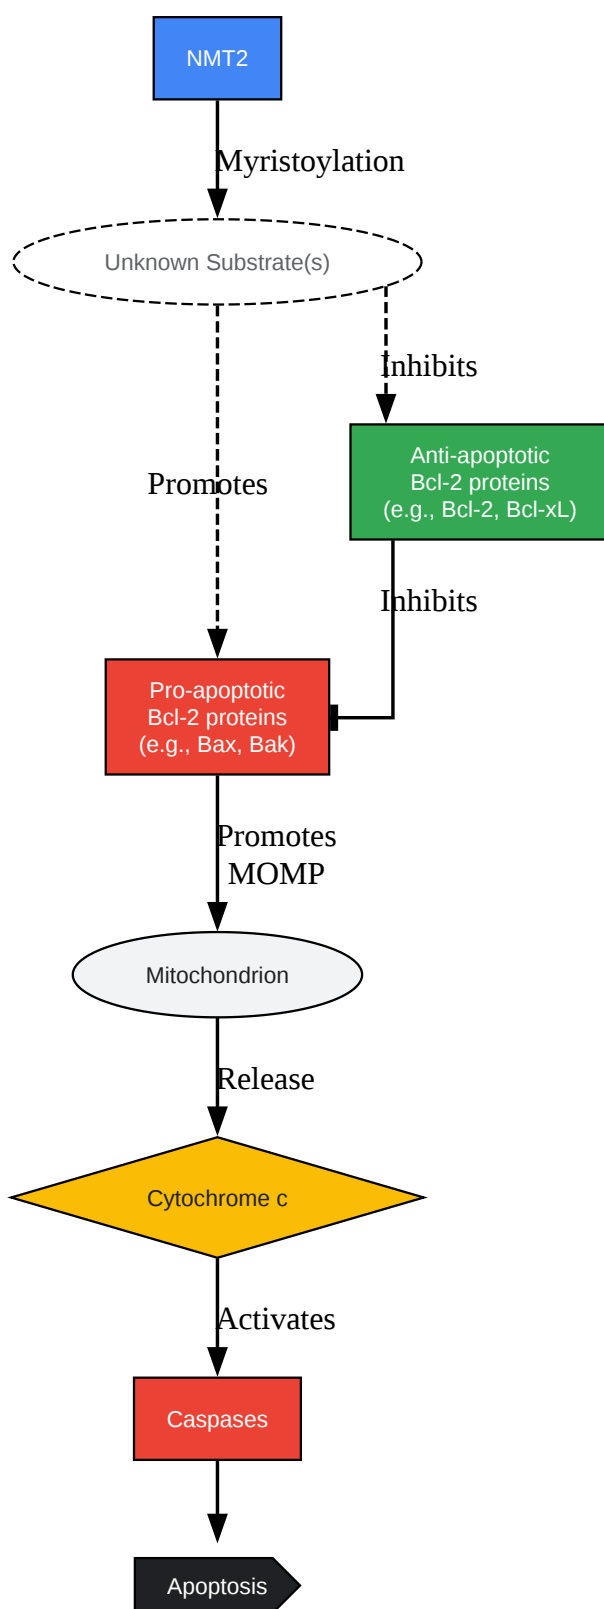 NMT2
Myristoylation
Unknown Substrate(s)
Inhibits
Anti-apoptotic
Bcl-2 proteins
(e.g., Bcl-2, Bcl-xL)
Promotes
Inhibits
Pro-apoptotic
Bcl-2 proteins
(e.g., Bax, Bak)
Promotes
MOMP
Mitochondrion
Release
Cytochrome c
Activates
Caspases
Apoptosis